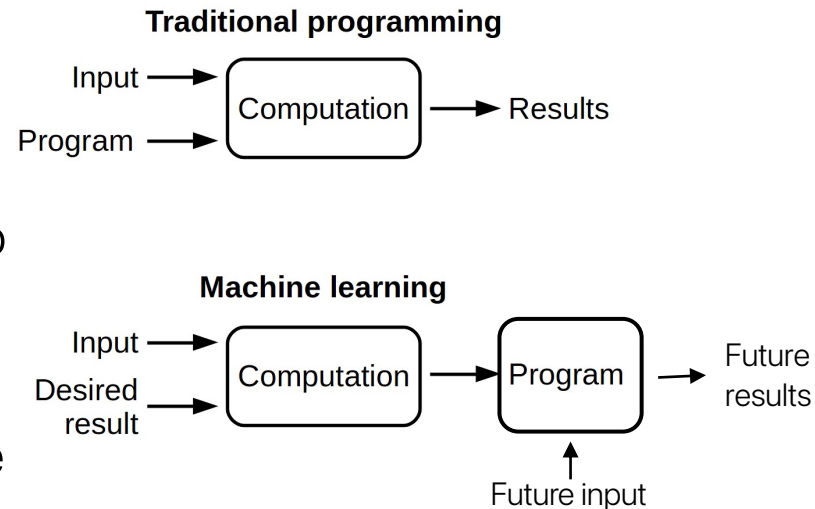 Traditional programming
Input
Computation
Results
Program
Machine learning
Input
Desired
result
Computation
Program
Future
results
Future input